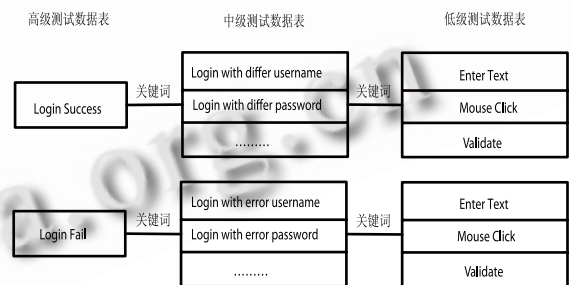 高级测试数据表 中级测试数据表 低级测试数据表
Login with differ username
Enter Text
关键词 关键词
Login Success Login with differ password Mouse Click
.........
Validate
Login with error username
Enter Text
关键词 关键词
Login Fail Login with error password Mouse Click
.........
Validate
a.org.cn